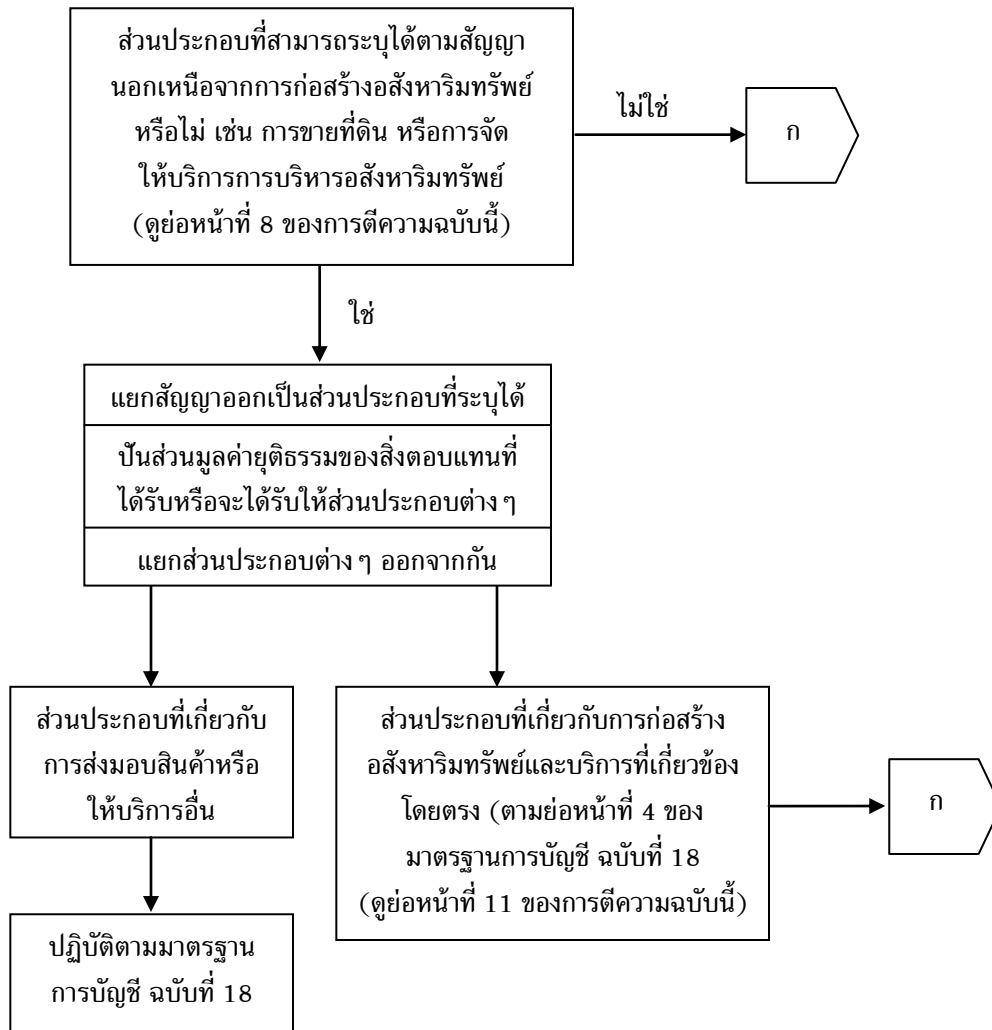 ส่วนประกอบที่สามารถระบุได้ตามสัญญา
นอกเหนือจากการก่อสร้างอสังหาริมทรัพย์
หรือไม่ เช่น การขายที่ดิน หรือการจัด
ให้บริการการบริหารอสังหาริมทรัพย์
(ดูย่อหน้าที่ 8 ของการตีความฉบับนี้)
ไม่ใช่
ก
ใช่
แยกสัญญาออกเป็นส่วนประกอบที่ระบุได้
ปันส่วนมูลค่ายุติธรรมของสิ่งตอบแทนที่
ได้รับหรือจะได้รับให้ส่วนประกอบต่างๆ
แยกส่วนประกอบต่างๆ ออกจากกัน
ส่วนประกอบที่เกี่ยวกับ
การส่งมอบสินค้าหรือ
ให้บริการอื่น
ส่วนประกอบที่เกี่ยวกับการก่อสร้าง
อสังหาริมทรัพย์และบริการที่เกี่ยวข้อง
โดยตรง (ตามย่อหน้าที่ 4 ของ
มาตรฐานการบัญชี ฉบับที่ 18
(ดูย่อหน้าที่ 11 ของการตีความฉบับนี้)
ก
ปฏิบัติตามมาตรฐาน
การบัญชี ฉบับที่ 18